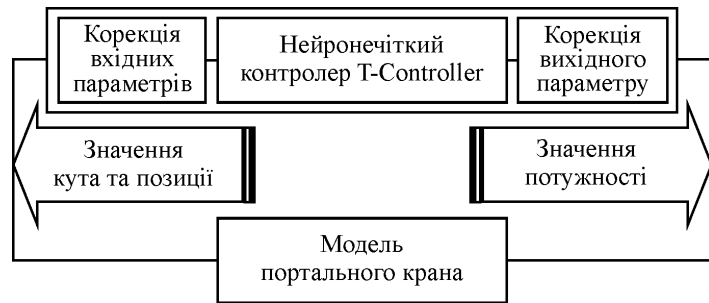 Корекція
вхідних
параметрів
Нейронечіткий
контролер T-Controller
Корекція
вихідного
параметру
Значення
кута та позиції
Значення
потужності
Модель
портального крана